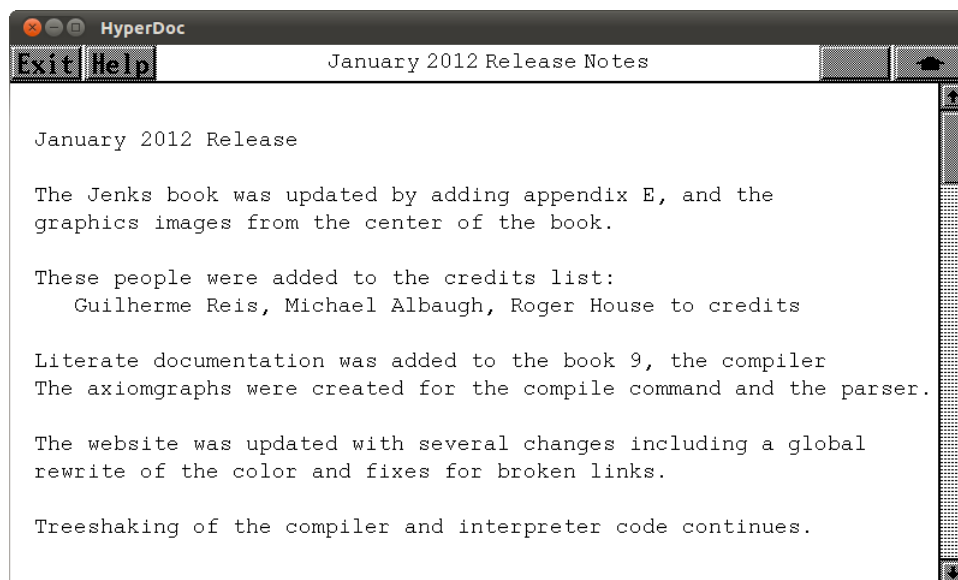 HyperDoc
Exit Help January 2012 Release Notes
January 2012 Release
The Jenks book was updated by adding appendix E, and the
graphics images from the center of the book.
These people were added to the credits list:
Guilherme Reis, Michael Albaugh, Roger House to credits
Literate documentation was added to the book 9, the compiler
The axiomgraphs were created for the compile command and the parser.
The website was updated with several changes including a global
rewrite of the color and fixes for broken links.
Treeshaking of the compiler and interpreter code continues.